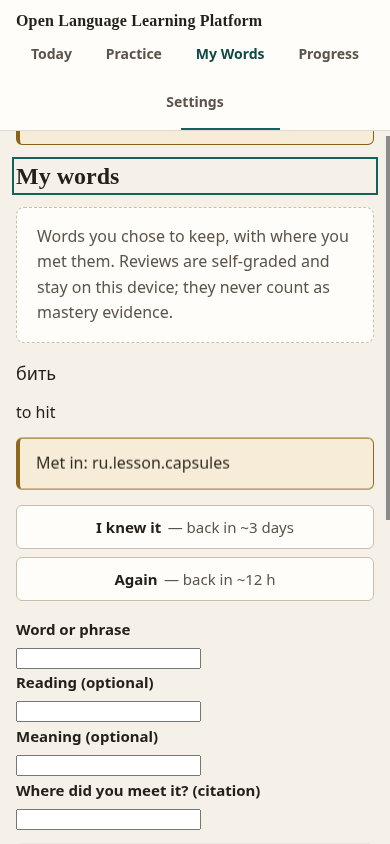 Open Language Learning Platform
Today Practice My Words Progress
Settings
My words
Words you chose to keep, with where you
met them. Reviews are self-graded and
stay on this device; they never count as
mastery evidence.
бить
to hit
Met in: ru.lesson.capsules
I knew it — back in ~3 days
Again — back in ~12 h
Word or phrase
Reading (optional)
Meaning (optional)
Where did you meet it? (citation)